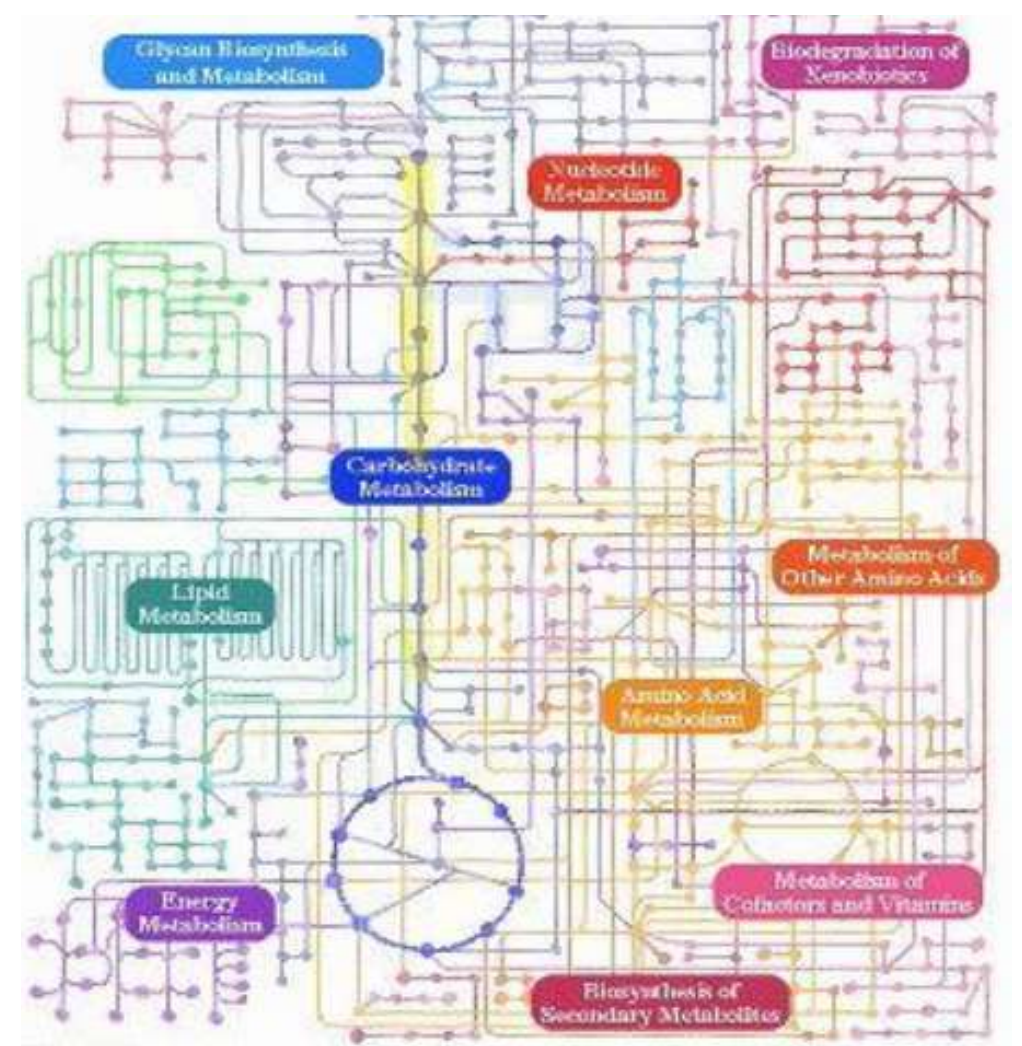 Glycan Biosynthesis
and Metabolism
Biodegradation of
Xenobiotics
Nucleotide
Metabolism
Carbohydrate
Metabolism
Metabolism of
Other Amino Acids
Lipid
Metabolism
Amino Acid
Metabolism
Metabolism of
Cofactors and Vitamins
Energy
Metabolism
Biosynthesis of
Secondary Metabolites